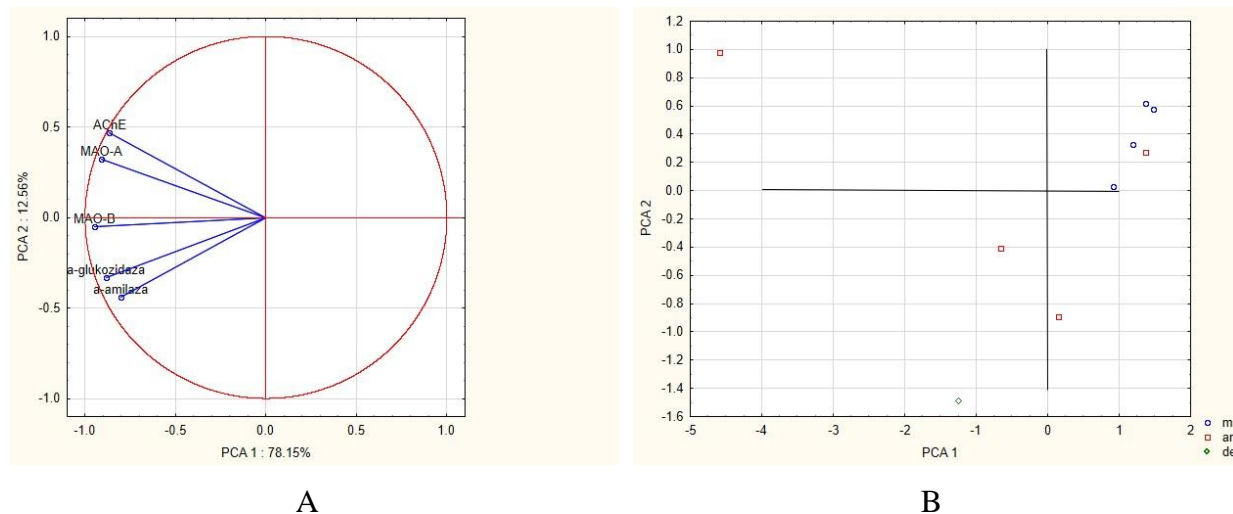 1.0
0.5
0.0
-0.5
-1.0
PCA 2 : 12.56%
AChE
MAO-A
MAO-B
a-glukozidaza
a-amilaza
-1.0 -0.5 0.0 0.5 1.0
PCA 1 : 78.15%
A
1.2
1.0
0.8
0.6
0.4
0.2
0.0
-0.2
-0.4
-0.6
-0.8
-1.0
-1.2
-1.4
-1.6
PCA 2
-5 -4 -3 -2 -1 0 1 2
PCA 1
m
ar
de
B